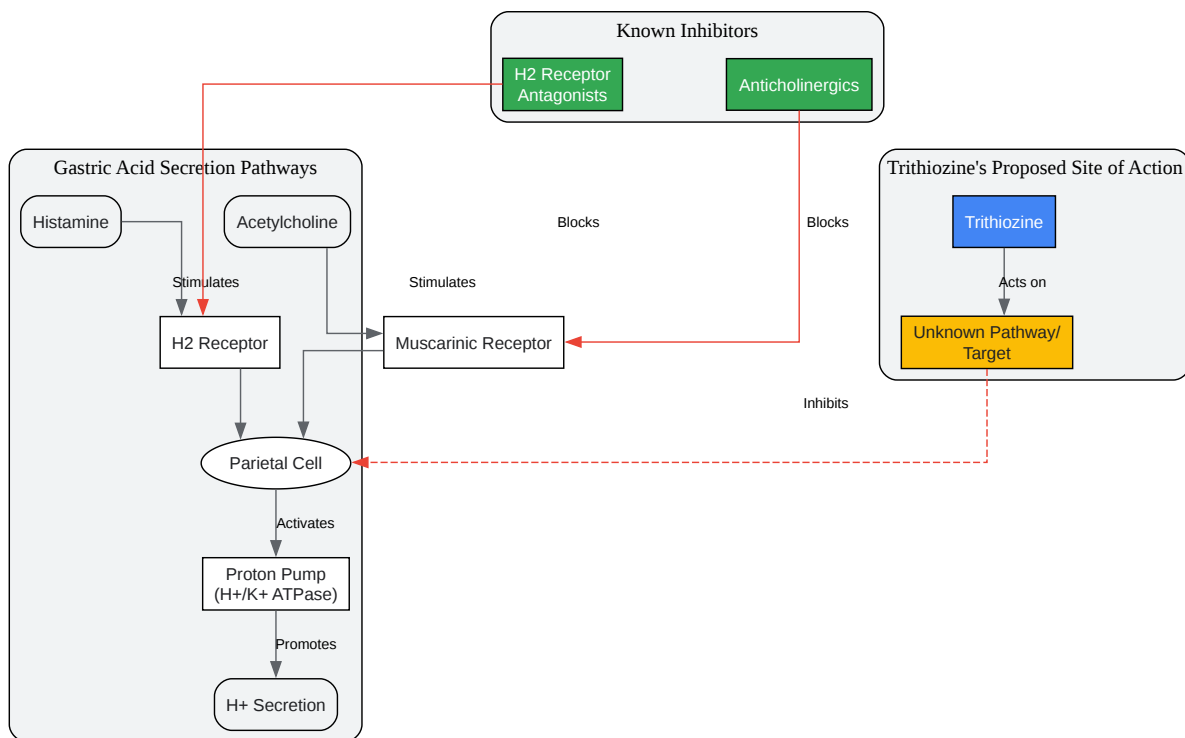 Known Inhibitors
H2 Receptor
Antagonists
Anticholinergics
Gastric Acid Secretion Pathways
Trithiozine's Proposed Site of Action
Histamine
Acetylcholine
Blocks
Blocks
Trithiozine
Stimulates
Stimulates
Acts on
H2 Receptor
Muscarinic Receptor
Unknown Pathway/
Target
Inhibits
Parietal Cell
Activates
Proton Pump
(H+/K+ ATPase)
Promotes
H+ Secretion